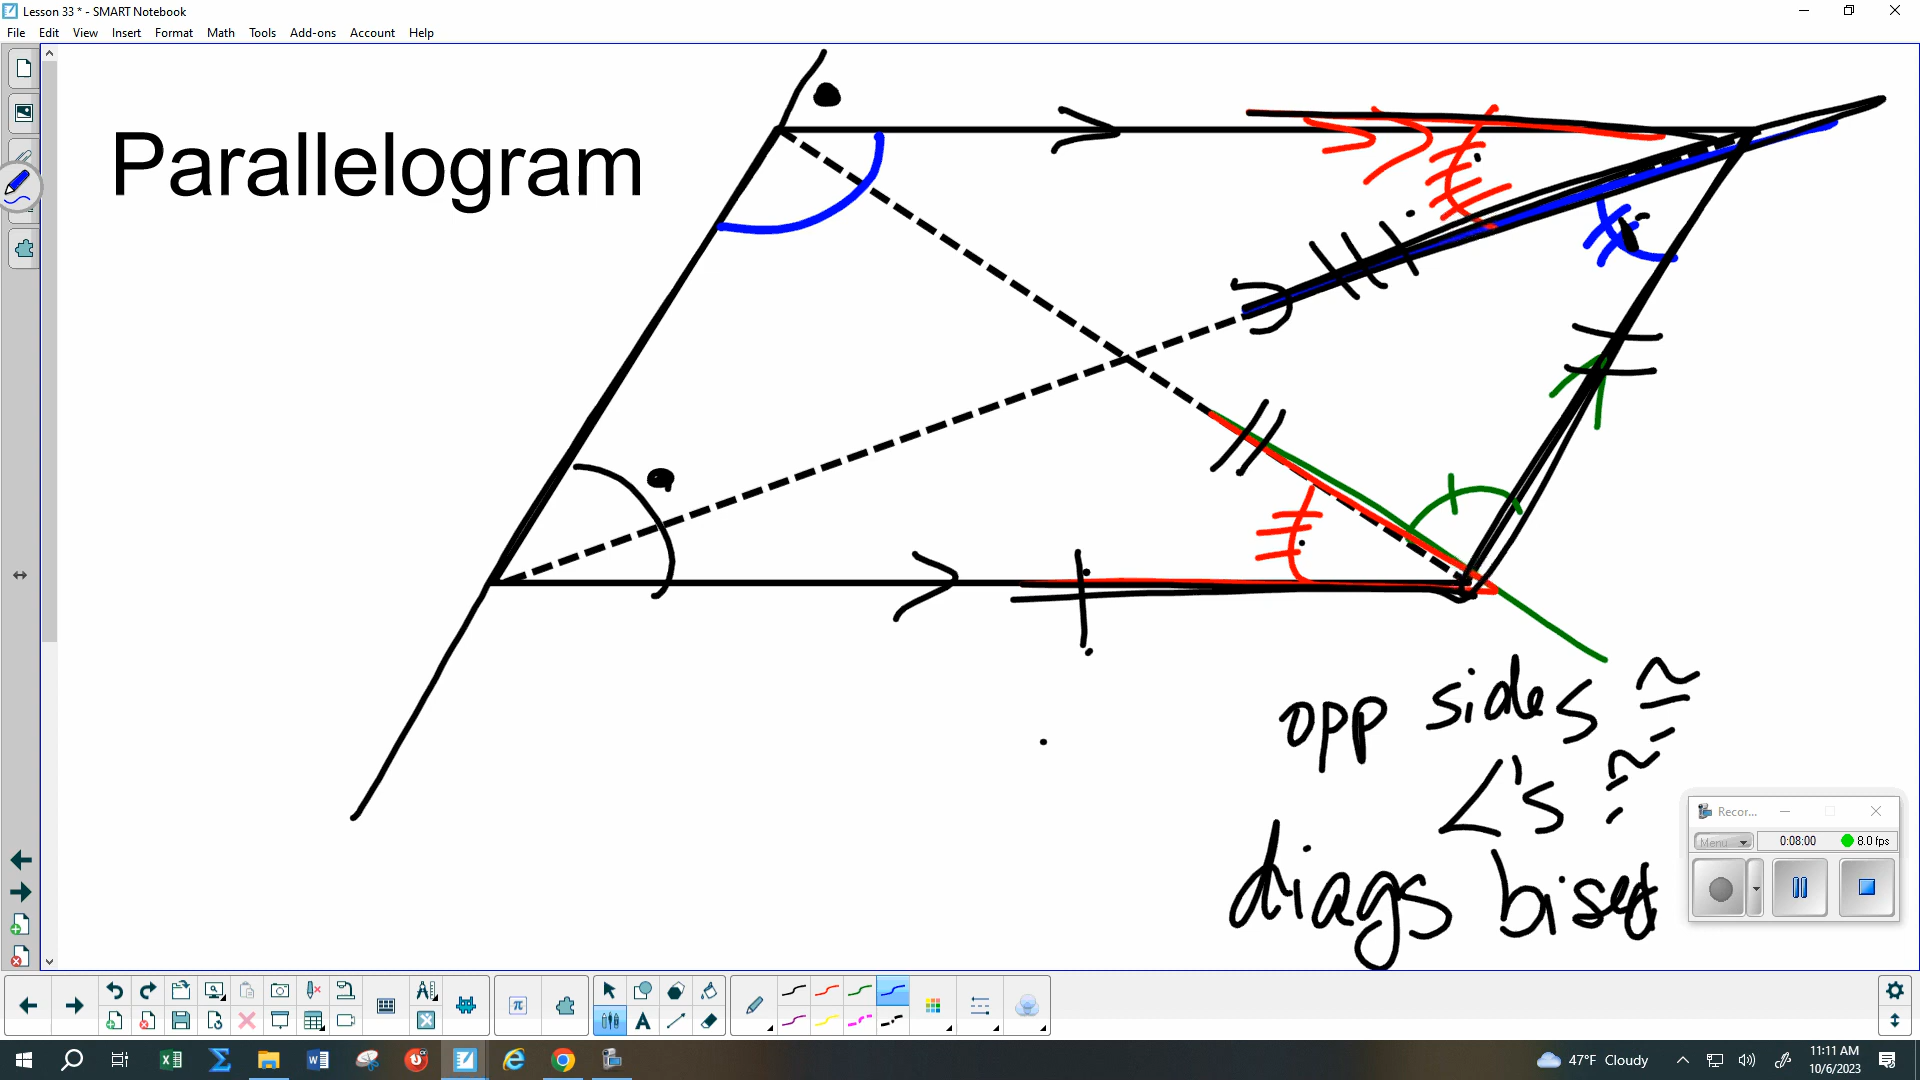 Lesson 33 * - SMART Notebook
File Edit View Insert Format Math Tools Add-ons Account Help
Parallelogram
opp sides ≅
∠'s ≅
diags bisect
Recor...
Menu 0:08:00 8.0 fps
π
A
47°F Cloudy
11:11 AM
10/6/2023